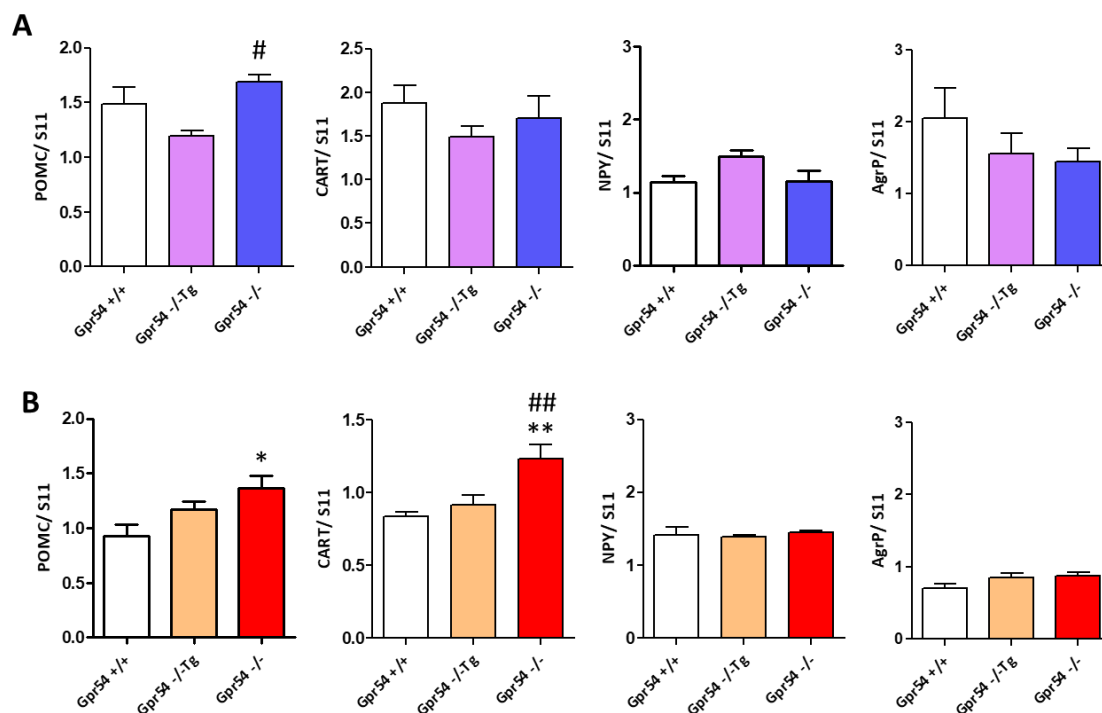 A
#
2.0
1.5
1.0
0.5
0.0
POMC/ S11
Gpr54 +/+
Gpr54 -/-Tg
Gpr54 -/-
2.5
2.0
1.5
1.0
0.5
0.0
CART/ S11
Gpr54 +/+
Gpr54 -/-Tg
Gpr54 -/-
3
2
1
0
NPY/ S11
Gpr54 +/+
Gpr54 -/-Tg
Gpr54 -/-
3
2
1
0
AgrP/ S11
Gpr54 +/+
Gpr54 -/-Tg
Gpr54 -/-
B
2.0
1.5
1.0
0.5
0.0
POMC/ S11
*
Gpr54 +/+
Gpr54 -/-Tg
Gpr54 -/-
1.5
1.0
0.5
0.0
CART/ S11
##
**
Gpr54 +/+
Gpr54 -/-Tg
Gpr54 -/-
3
2
1
0
NPY/ S11
Gpr54 +/+
Gpr54 -/-Tg
Gpr54 -/-
3
2
1
0
AgrP/ S11
Gpr54 +/+
Gpr54 -/-Tg
Gpr54 -/-